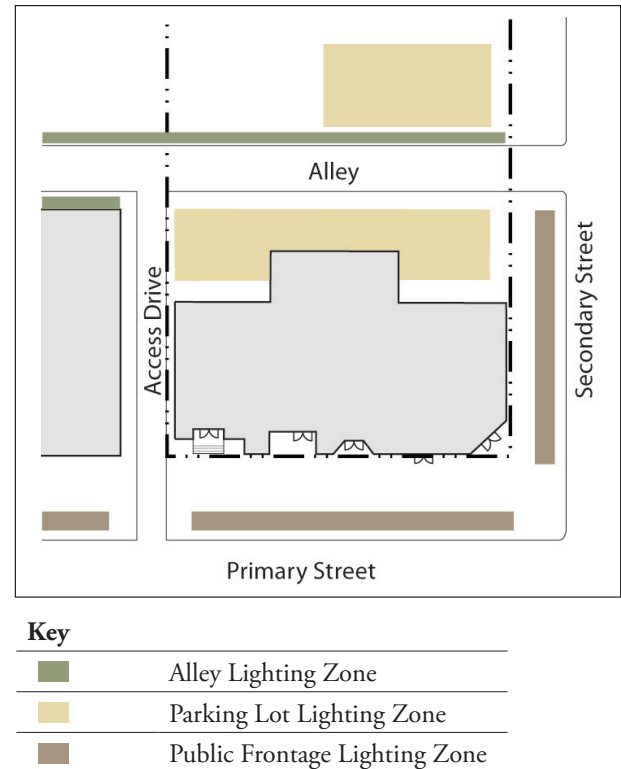 Alley
Access Drive
Secondary Street
Primary Street
Key
Alley Lighting Zone
Parking Lot Lighting Zone
Public Frontage Lighting Zone